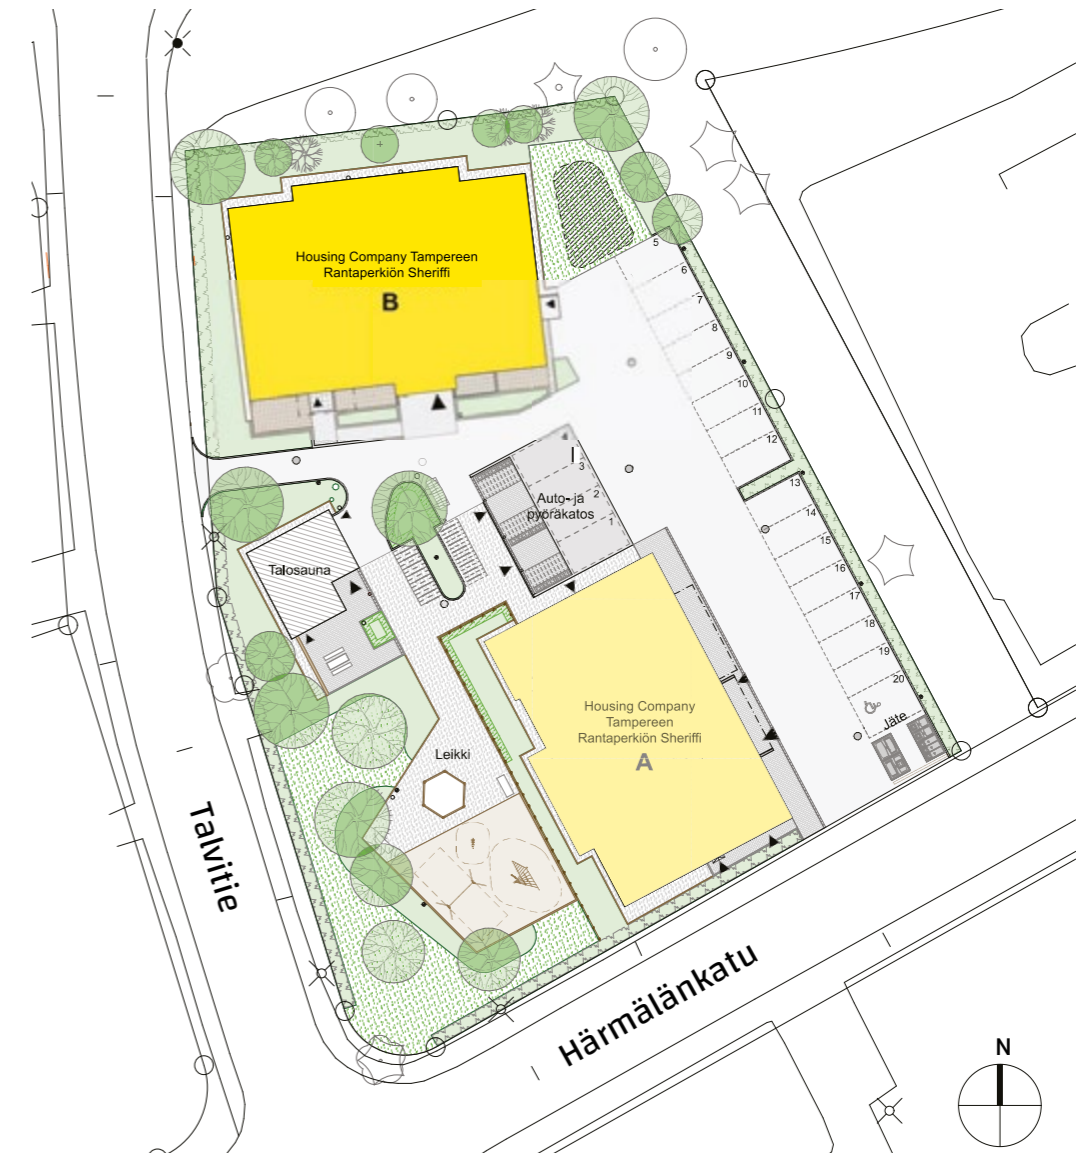 Housing Company Tampereen
Rantaperkiön Sheriffi
B
5
6
7
8
9
10
11
12
13
14
15
16
17
18
19
20
4
3
2
1
Auto- ja
pyöräkatos
Talosauna
Housing Company
Tampereen
Rantaperkiön Sheriffi
A
Jäte
Leikki
Talvitie
Härmälänkatu
N